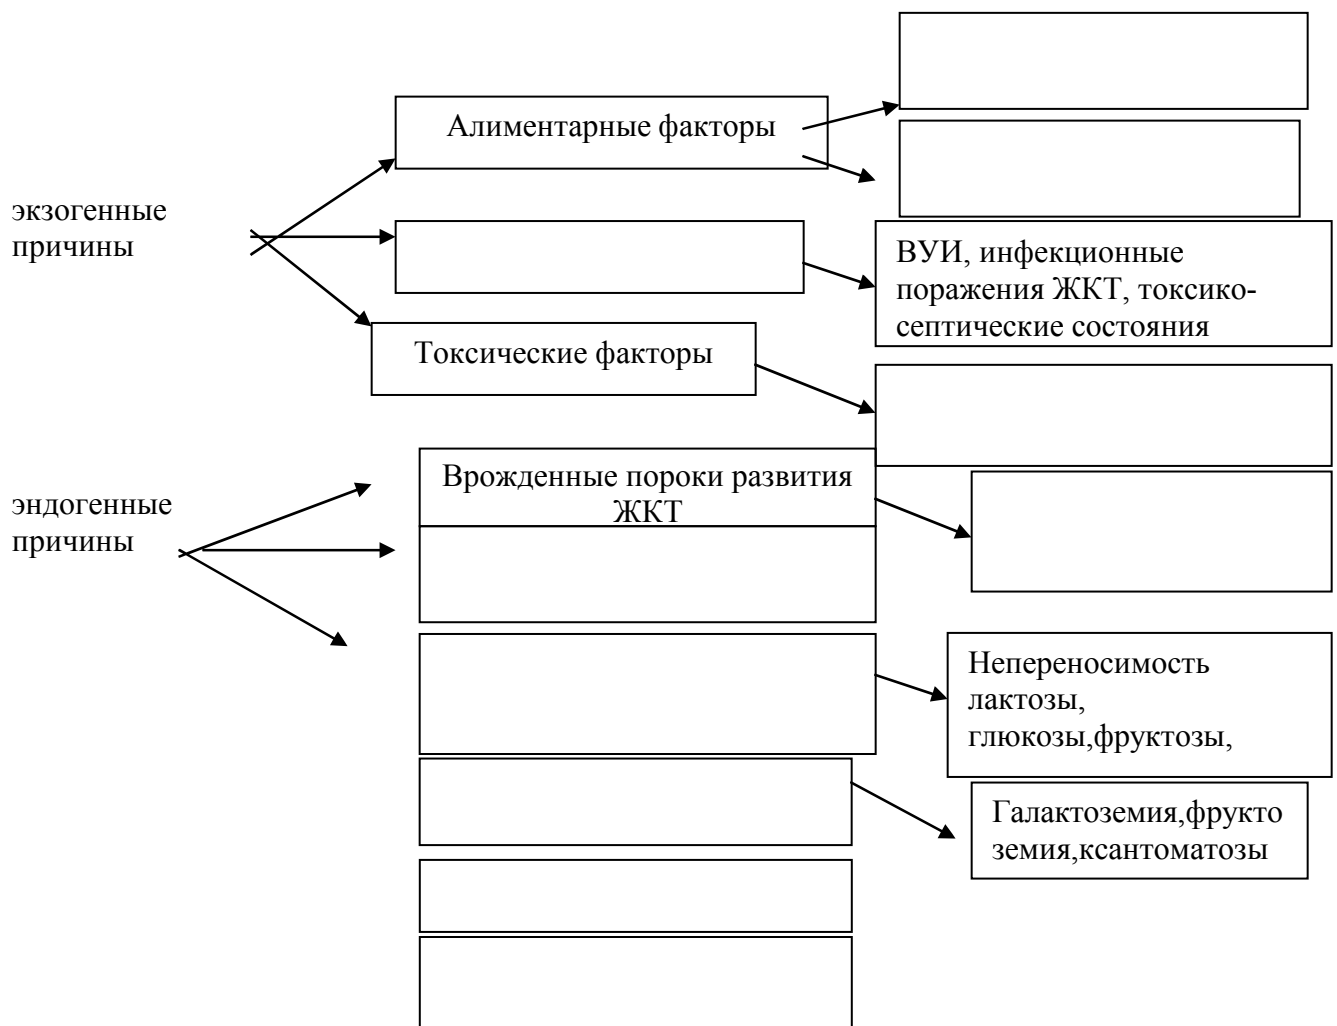 Алиментарные факторы
экзогенные
причины
ВУИ, инфекционные
поражения ЖКТ, токсико-
септические состояния
Токсические факторы
Врожденные пороки развития
ЖКТ
эндогенные
причины
Непереносимость
лактозы,
глюкозы,фруктозы,
Галактоземия,фрукто
земия,ксантоматозы